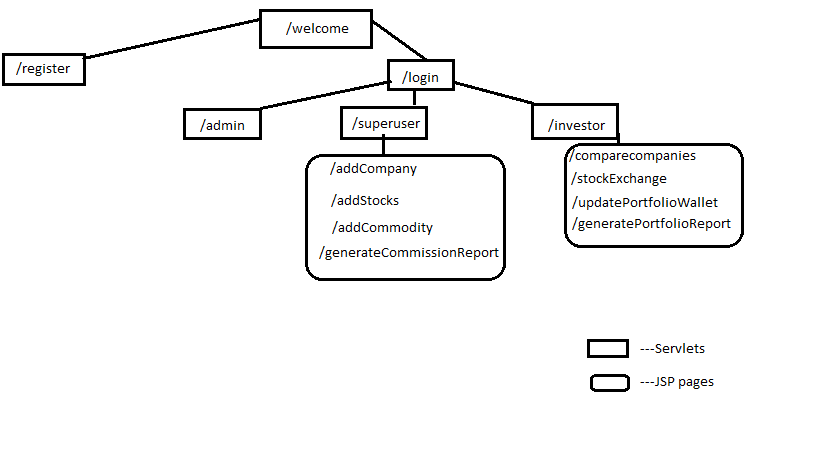 /welcome
/register
/login
/admin
/superuser
/investor
/addCompany
/addStocks
/addCommodity
/generateCommissionReport
/comparecompanies
/stockExchange
/updatePortfolioWallet
/generatePortfolioReport
---Servlets
---JSP pages